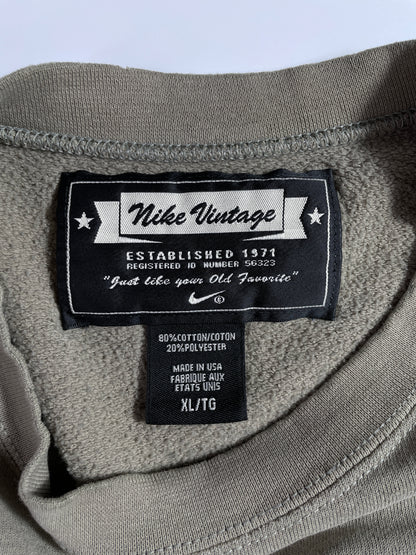 Nike Vintage
ESTABLISHED 1971
REGISTERED ID NUMBER 56323
"Just like your Old Favorite"
80%COTTON/COTON
20%POLYESTER
MADE IN USA
FABRIQUE AUX
ETATS UNIS
XL/TG